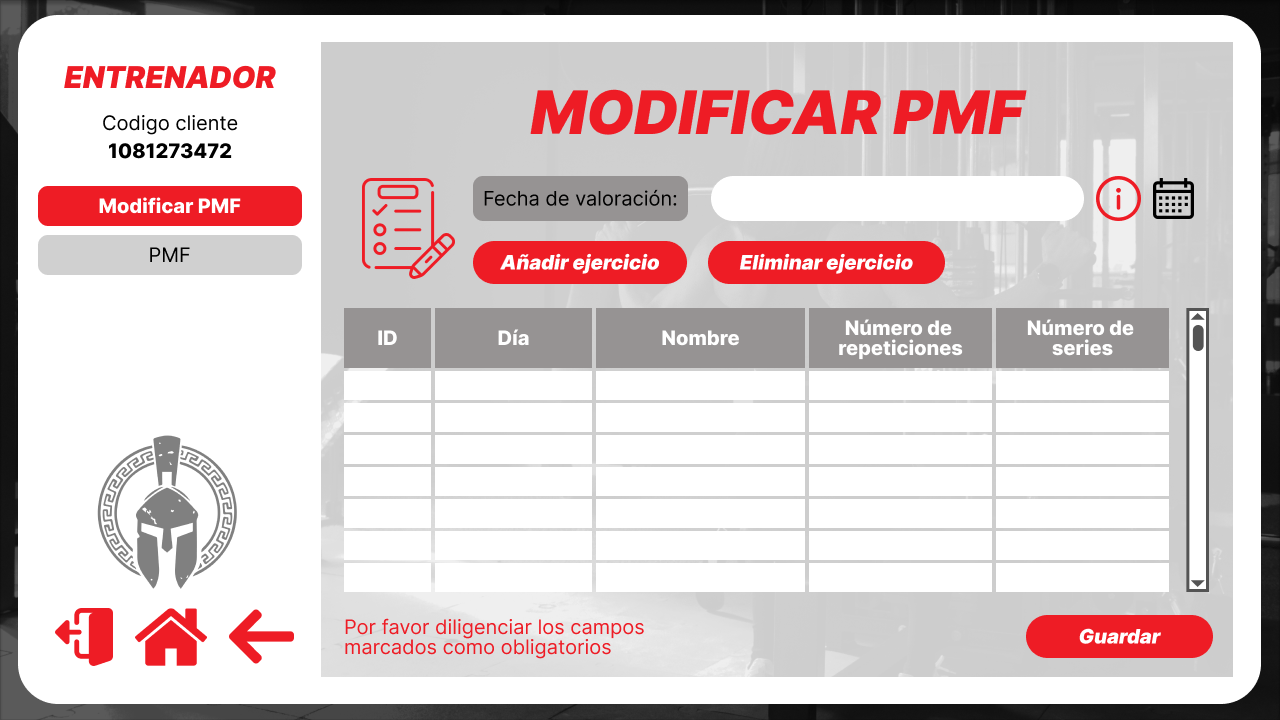 ENTRENADOR
Codigo cliente
1081273472
Modificar PMF
PMF
MODIFICAR PMF
Fecha de valoración:
Añadir ejercicio
Eliminar ejercicio
ID
Día
Nombre
Número de
repeticiones
Número de
series
Por favor diligenciar los campos
marcados como obligatorios
Guardar